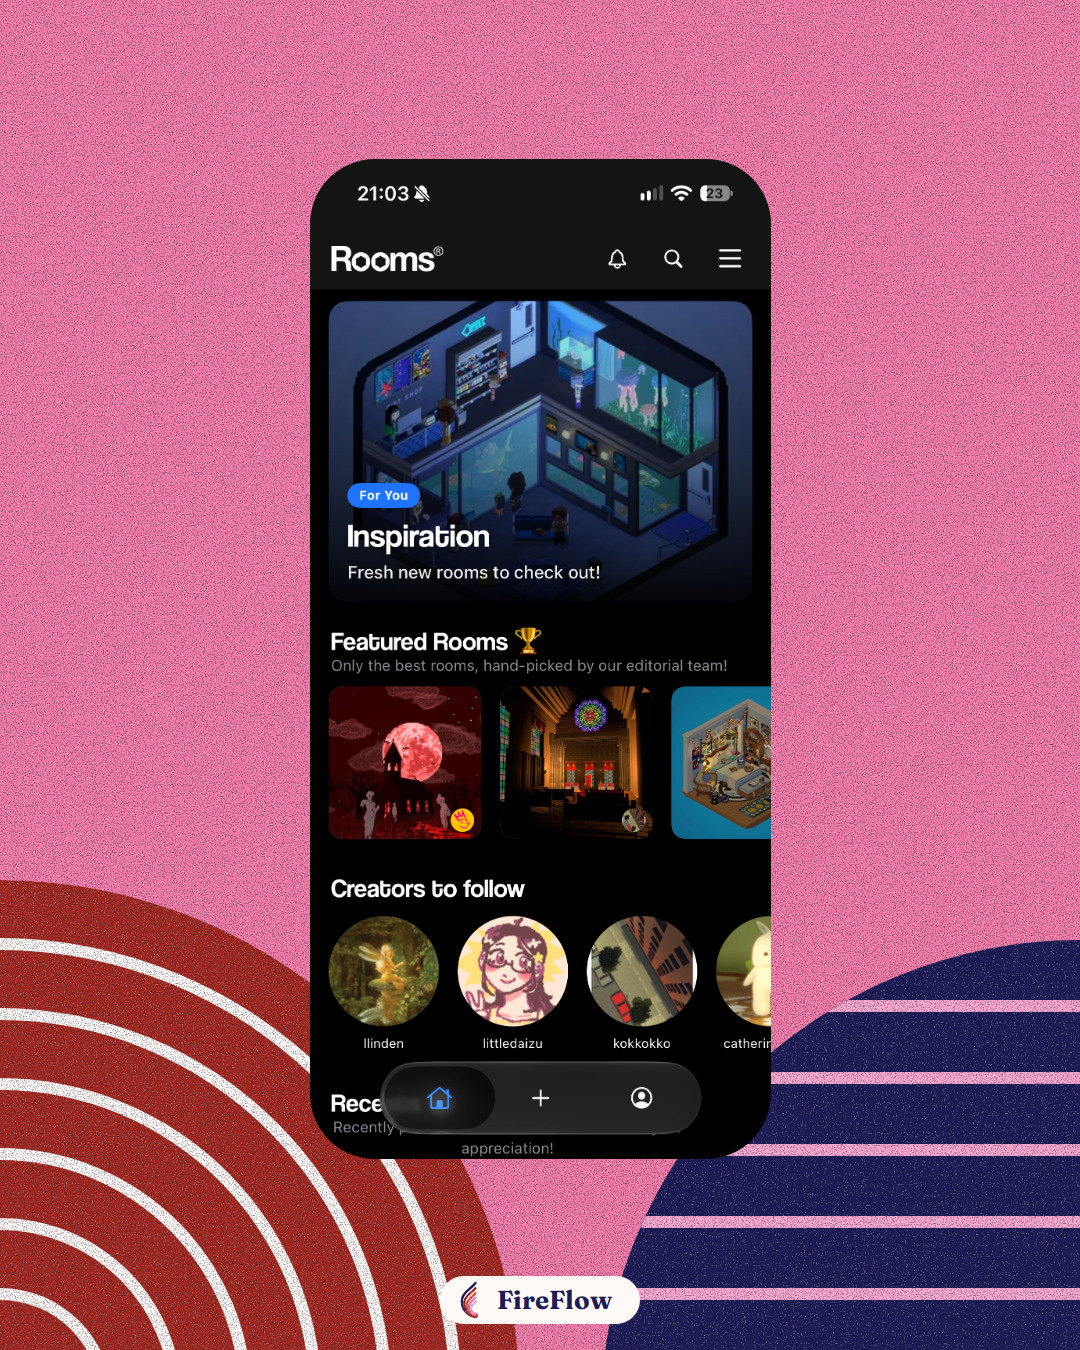 21:03
23
Rooms®
For You
Inspiration
Fresh new rooms to check out!
Featured Rooms 🏆
Only the best rooms, hand-picked by our editorial team!
Creators to follow
llinden
littledaizu
kokkokko
catherin
Rece
Recently
appreciation!
FireFlow